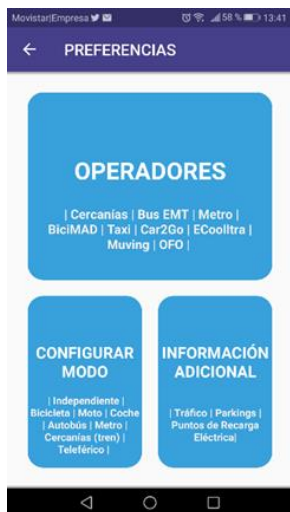 Movistar|Empresa 58 % 13:41
PREFERENCIAS
OPERADORES
| Cercanías | Bus EMT | Metro |
BiciMAD | Taxi | Car2Go | ECoolltra |
Muving | OFO |
CONFIGURAR
MODO
| Independiente |
Bicicleta | Moto | Coche
| Autobús | Metro |
Cercanías (tren) |
Teleférico |
INFORMACIÓN
ADICIONAL
| Tráfico | Parkings |
Puntos de Recarga
Eléctrica|